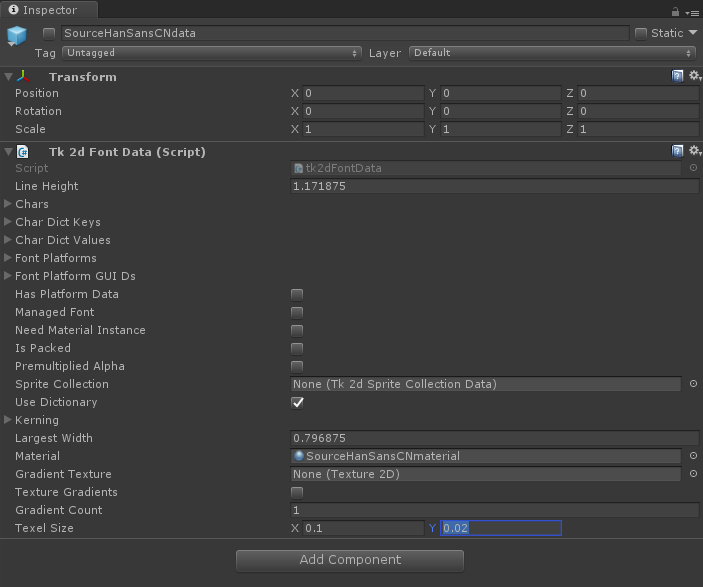 Inspector
SourceHanSansCNdata Static
Tag Untagged Layer Default
Transform
Position X 0 Y 0 Z 0
Rotation X 0 Y 0 Z 0
Scale X 1 Y 1 Z 1
Tk 2d Font Data (Script)
Script tk2dFontData
Line Height 1.171875
Chars
Char Dict Keys
Char Dict Values
Font Platforms
Font Platform GUI Ds
Has Platform Data
Managed Font
Need Material Instance
Is Packed
Premultiplied Alpha
Sprite Collection None (Tk 2d Sprite Collection Data)
Use Dictionary
Kerning
Largest Width 0.796875
Material SourceHanSansCNmaterial
Gradient Texture None (Texture 2D)
Texture Gradients
Gradient Count 1
Texel Size X 0.1 Y 0.02
Add Component